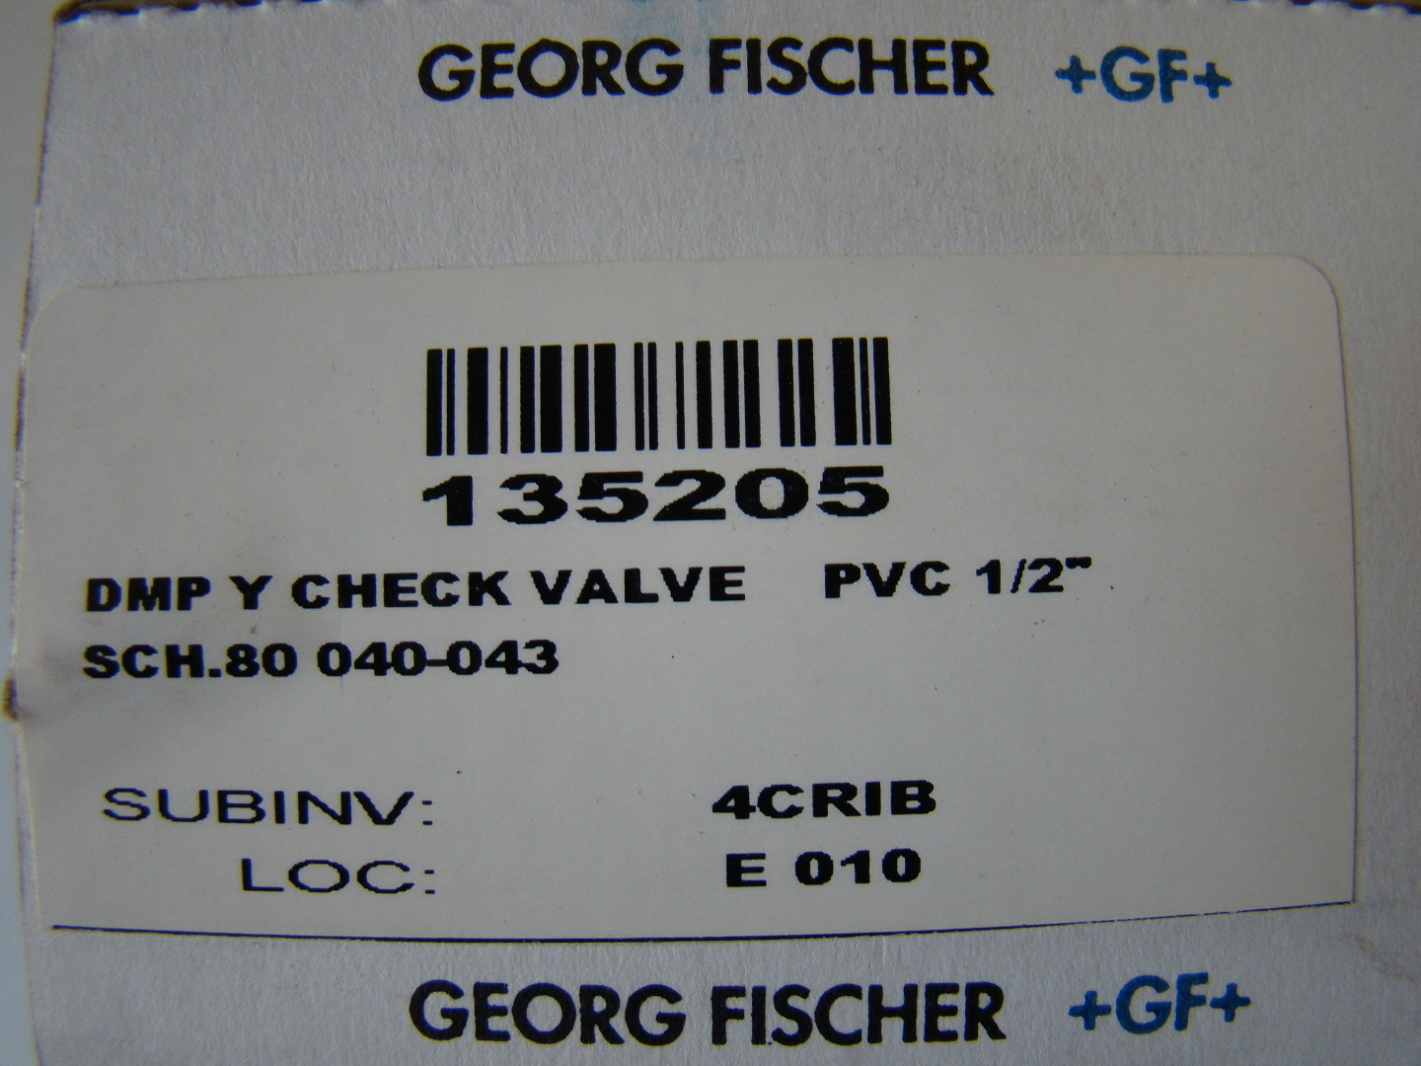 GEORG FISCHER +GF+
135205
DMP Y CHECK VALVE PVC 1/2"
SCH.80 040-043
SUBINV: 4CRIB
LOC: E 010
GEORG FISCHER +GF+